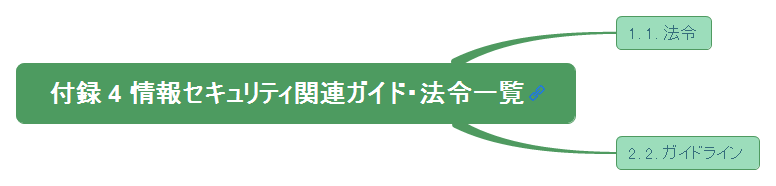 付録 4 情報セキュリティ関連ガイド・法令一覧
1.1. 法令
2.2. ガイドライン